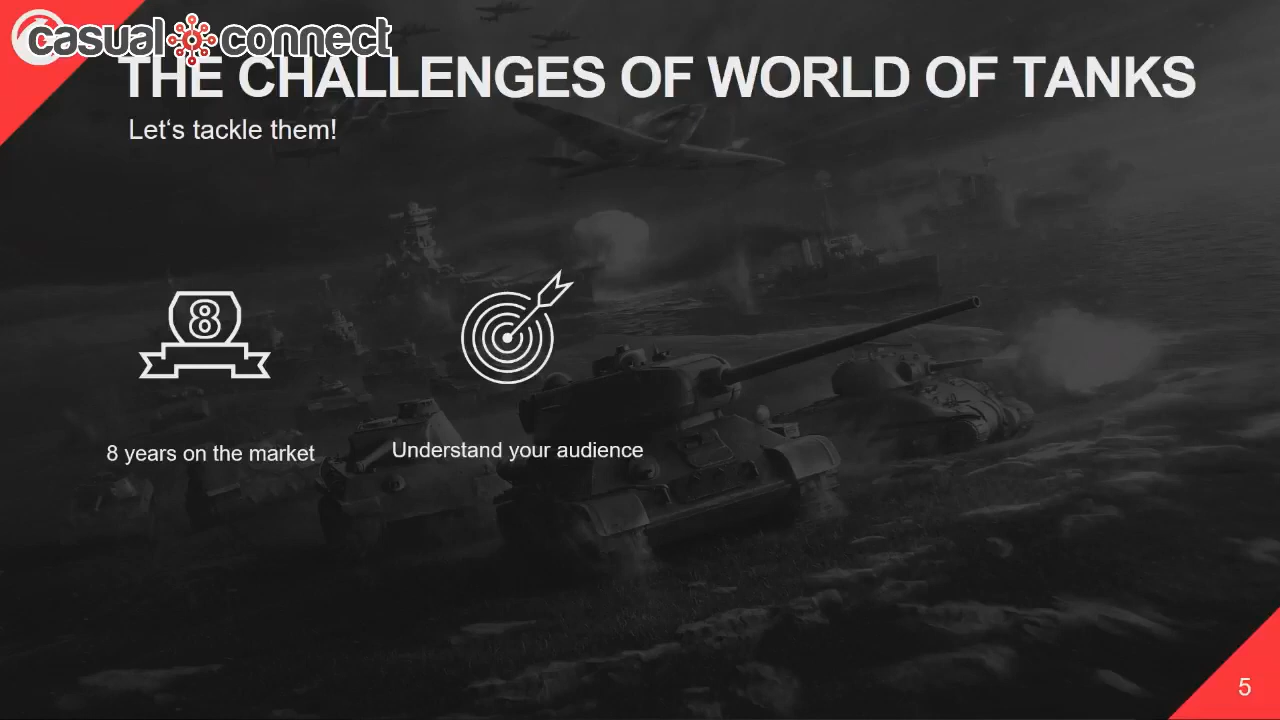 casual connect
THE CHALLENGES OF WORLD OF TANKS
Let‘s tackle them!
8
8 years on the market
Understand your audience
5